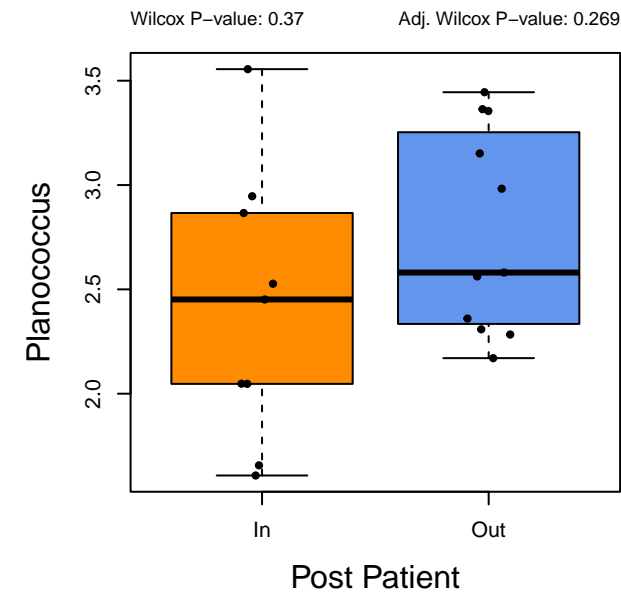 Wilcox P−value: 0.37
Adj. Wilcox P−value: 0.269
3.5
3.0
2.5
2.0
Planococcus
In
Out
Post Patient